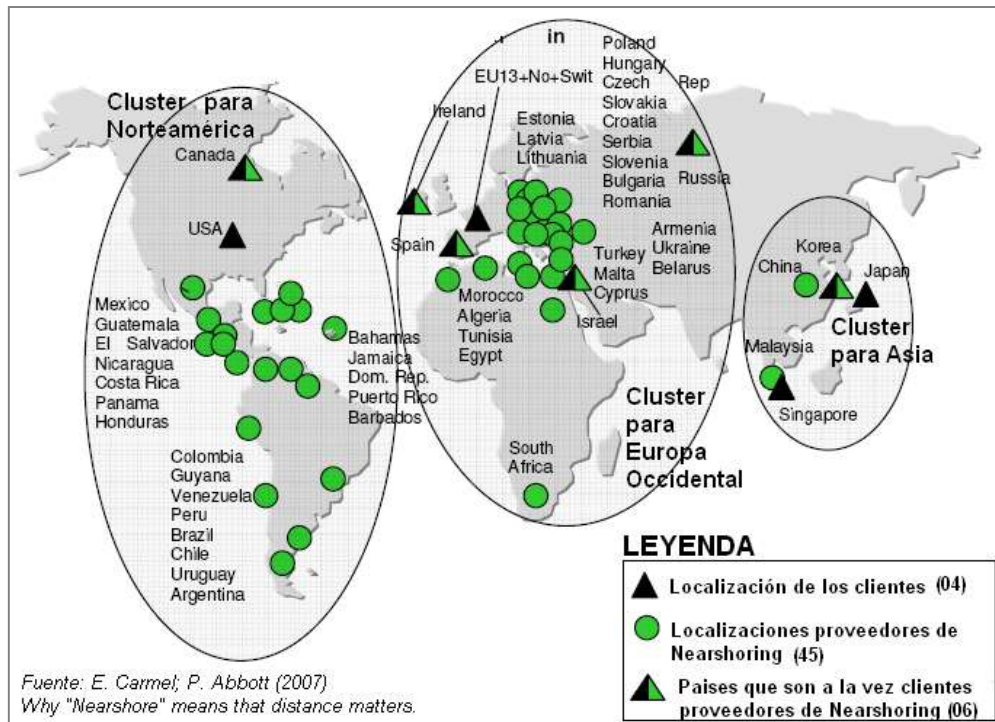 Cluster para
Norteamérica
Canada
USA
Mexico
Guatemala
El Salvador
Nicaragua
Costa Rica
Panama
Honduras
Bahamas
Jamaica
Dom. Rep.
Puerto Rico
Barbados
Colombia
Guyana
Venezuela
Peru
Brazil
Chile
Uruguay
Argentina
in
EU13+No+Swit
Ireland
Estonia
Latvia
Lithuania
Poland
Hungary
Czech Rep
Slovakia
Croatia
Serbia
Slovenia
Bulgaria
Romania
Russia
Spain
Armenia
Ukraine
Belarus
Turkey
Malta
Cyprus
Israel
Morocco
Algeria
Tunisia
Egypt
South
Africa
Cluster
para
Europa
Occidental
Korea
China
Japan
Cluster
para Asia
Malaysia
Singapore
LEYENDA
Localización de los clientes (04)
Localizaciones proveedores de
Nearshoring (45)
Paises que son a la vez clientes
proveedores de Nearshoring (06)
Fuente: E. Carmel; P. Abbott (2007)
Why "Nearshore" means that distance matters.